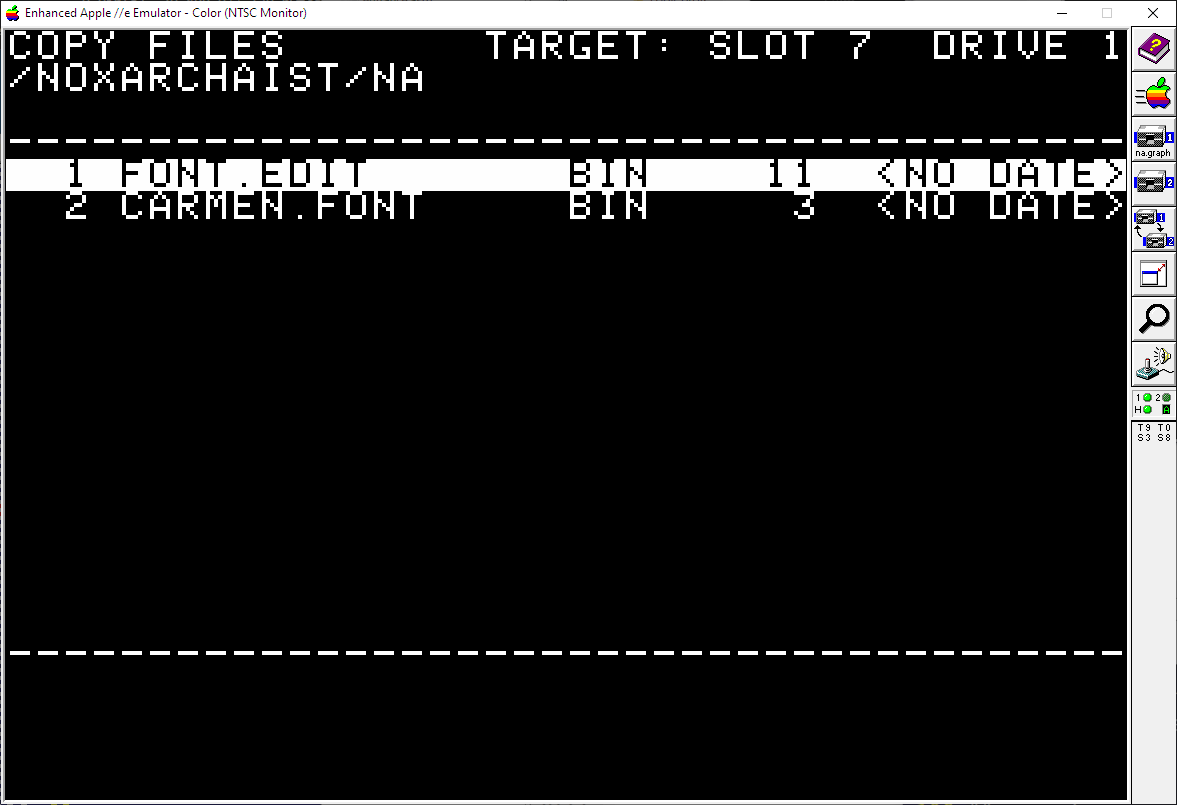 Enhanced Apple //e Emulator - Color (NTSC Monitor)
COPY FILES TARGET: SLOT 7 DRIVE 1
/NOXARCHAIST/NA
1 FONT.EDIT BIN 11 <NO DATE>
2 CARMEN.FONT BIN 3 <NO DATE>
?
1
na.graph
2
1
2
1 2
H A
T9 T0
S3 S8